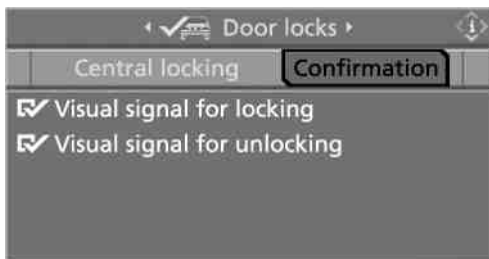 Door locks
Central locking Confirmation
Visual signal for locking
Visual signal for unlocking